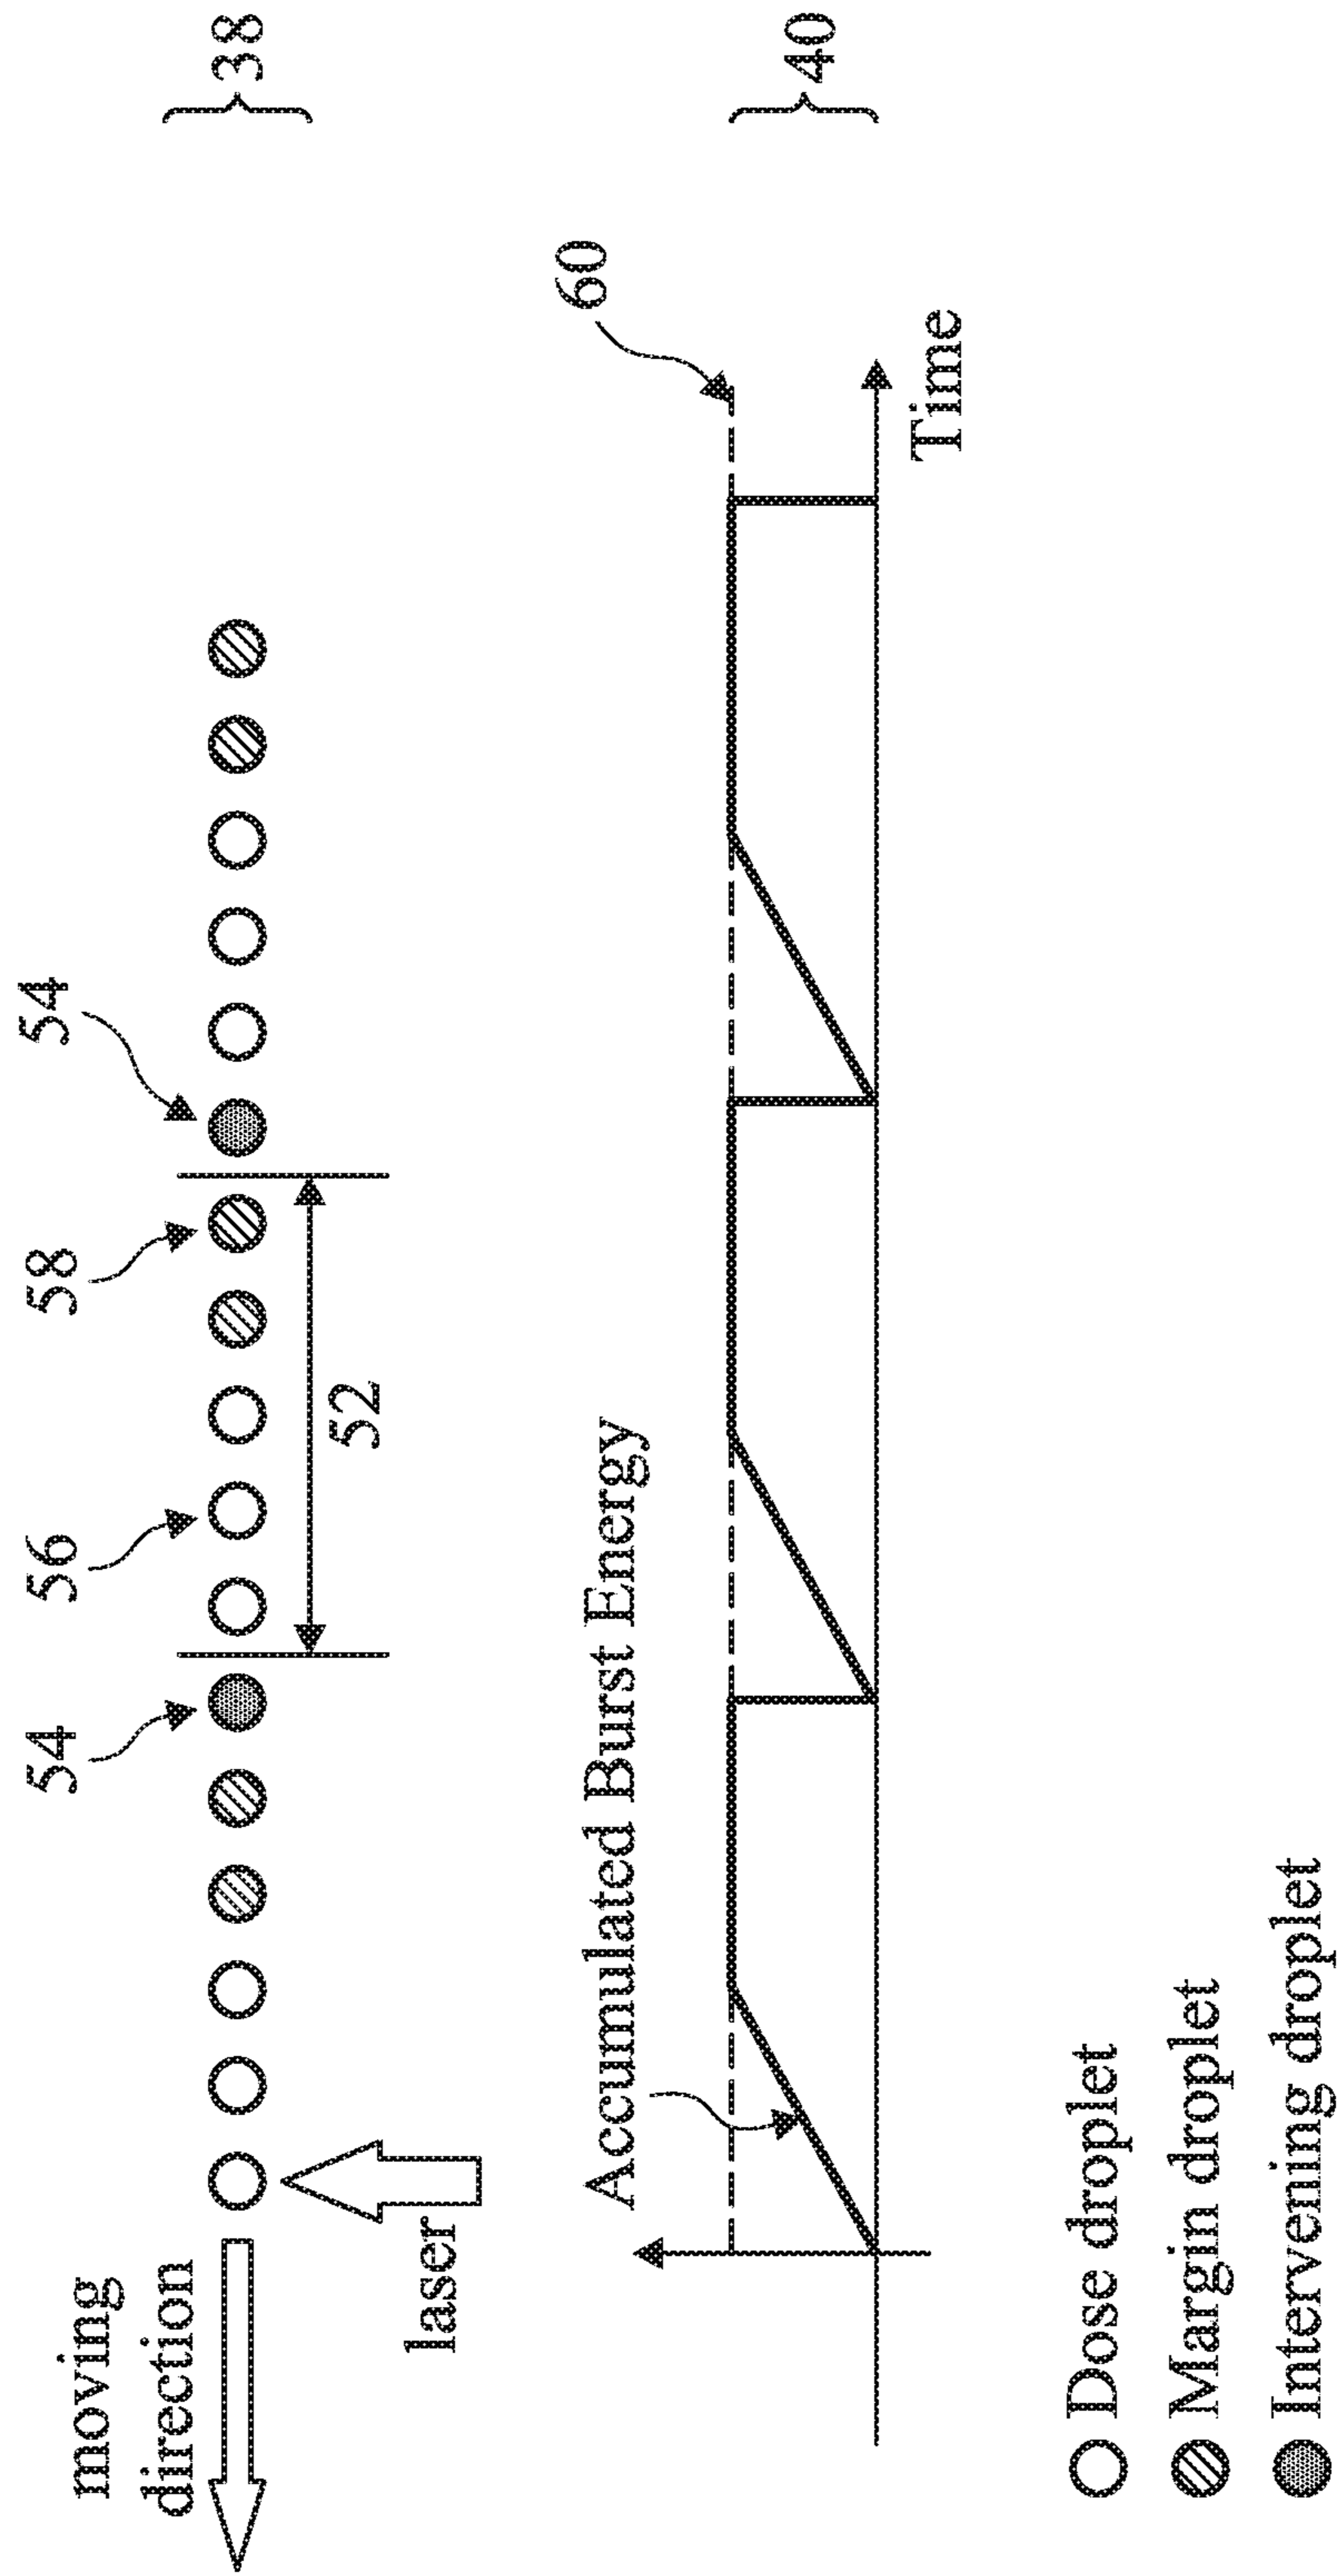 38
54
58
56
54
moving
direction
52
laser
40
60
Accumulated Burst Energy
Time
Dose droplet
Margin droplet
Intervening droplet